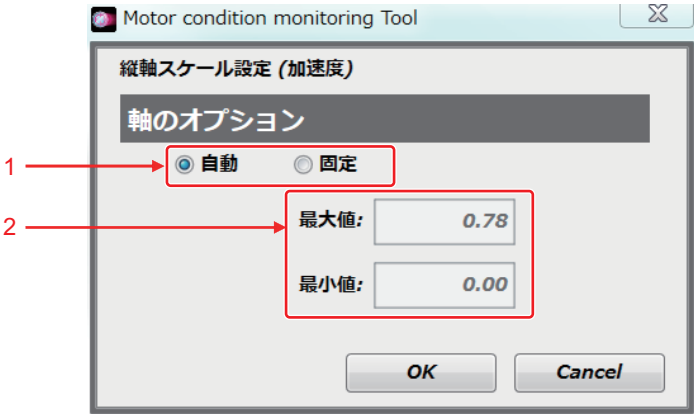 Motor condition monitoring Tool
縦軸スケール設定 (加速度)
軸のオプション
1
自動 固定
2
最大値: 0.78
最小値: 0.00
OK Cancel